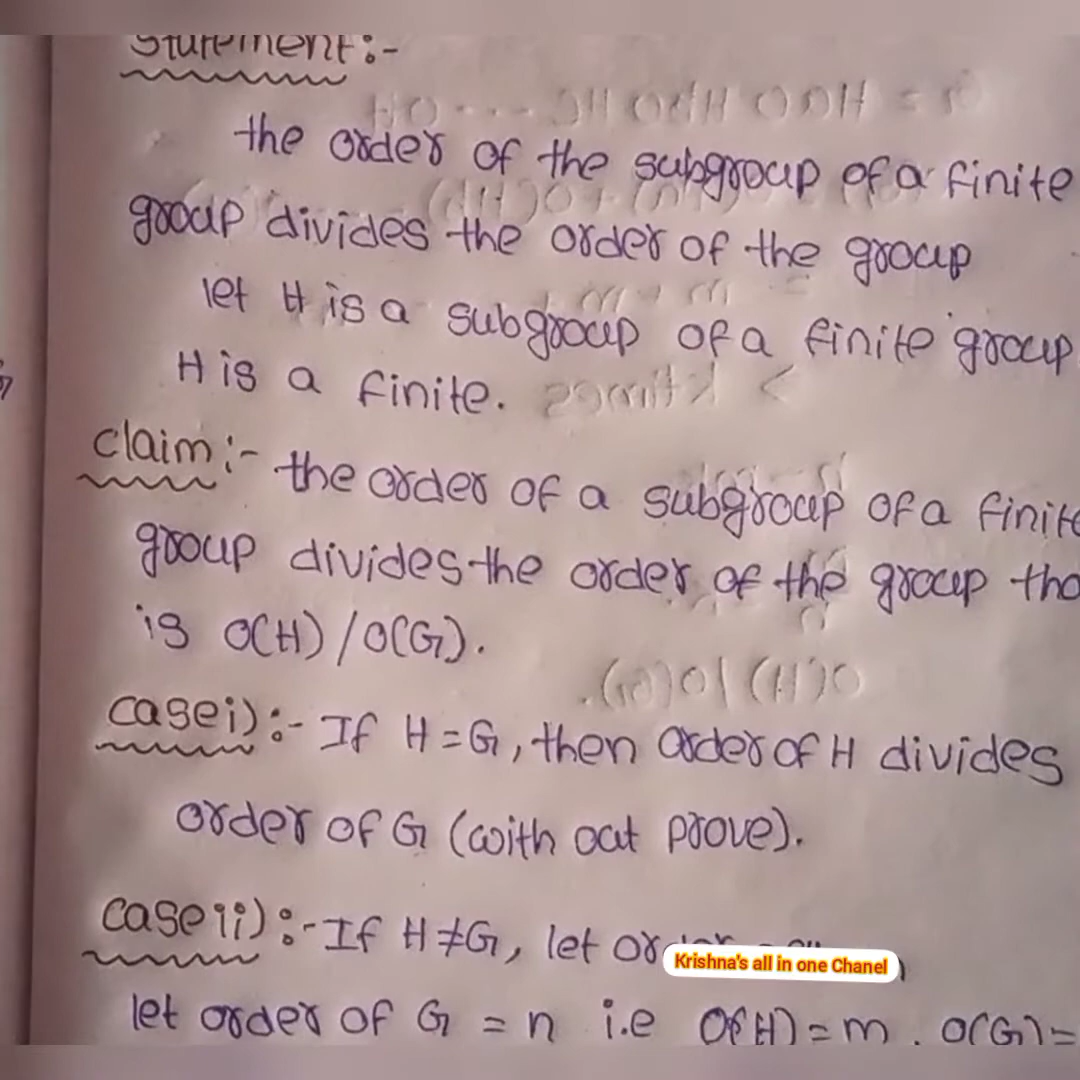 Statement:-
the order of the subgroup of a finite
group divides the order of the group
let H is a subgroup of a finite group
H is a finite.
claim:- the order of a subgroup of a finite
group divides the order of the group tha
is O(H)/O(G).
case i):- If H=G, then order of H divides
order of G (with out prove).
case ii):- If H≠G, let
Krishna's all in one Chanel
let order of G = n i.e O(H)=m, O(G)=